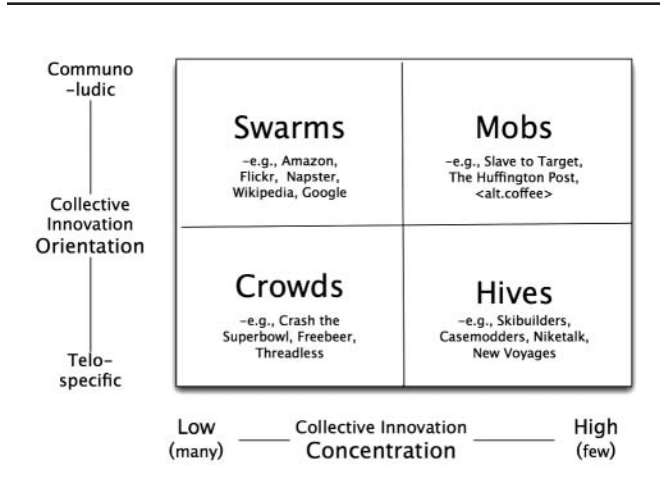 Communo
-ludic
Collective
Innovation
Orientation
Telo-
specific
Swarms
-e.g., Amazon,
Flickr, Napster,
Wikipedia, Google
Mobs
-e.g., Slave to Target,
The Huffington Post,
<alt.coffee>
Crowds
-e.g., Crash the
Superbowl, Freebeer,
Threadless
Hives
-e.g., Skibuilders,
Casemodders, Niketalk,
New Voyages
Low
(many)
Collective Innovation
Concentration
High
(few)